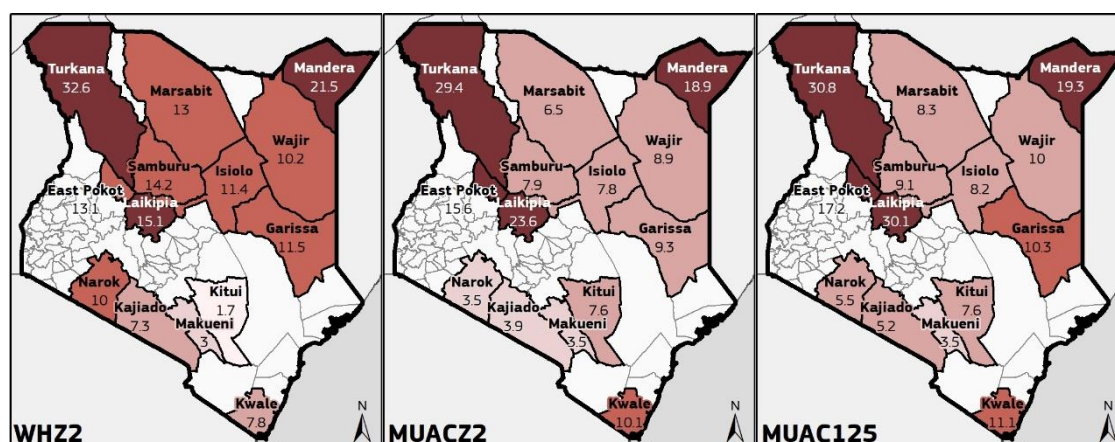 Turkana
32.6
Mandera
21.5
Marsabit
13
Wajir
10.2
Samburu
14.2
Isiolo
11.4
East Pokot
13.1
Laikipia
15.1
Garissa
11.5
Narok
10
Kajiado
7.3
Kitui
1.7
Makueni
3
Kwale
7.8
N
WHZ2
Turkana
29.4
Mandera
18.9
Marsabit
6.5
Wajir
8.9
Samburu
7.9
Isiolo
7.8
East Pokot
15.6
Laikipia
23.6
Garissa
9.3
Narok
3.5
Kajiado
3.9
Kitui
7.6
Makueni
3.5
Kwale
10.1
N
MUACZ2
Turkana
30.8
Mandera
19.3
Marsabit
8.3
Wajir
10
Samburu
9.1
Isiolo
8.2
East Pokot
17.2
Laikipia
30.1
Garissa
10.3
Narok
5.5
Kajiado
5.2
Kitui
7.6
Makueni
3.5
Kwale
11.1
N
MUAC125